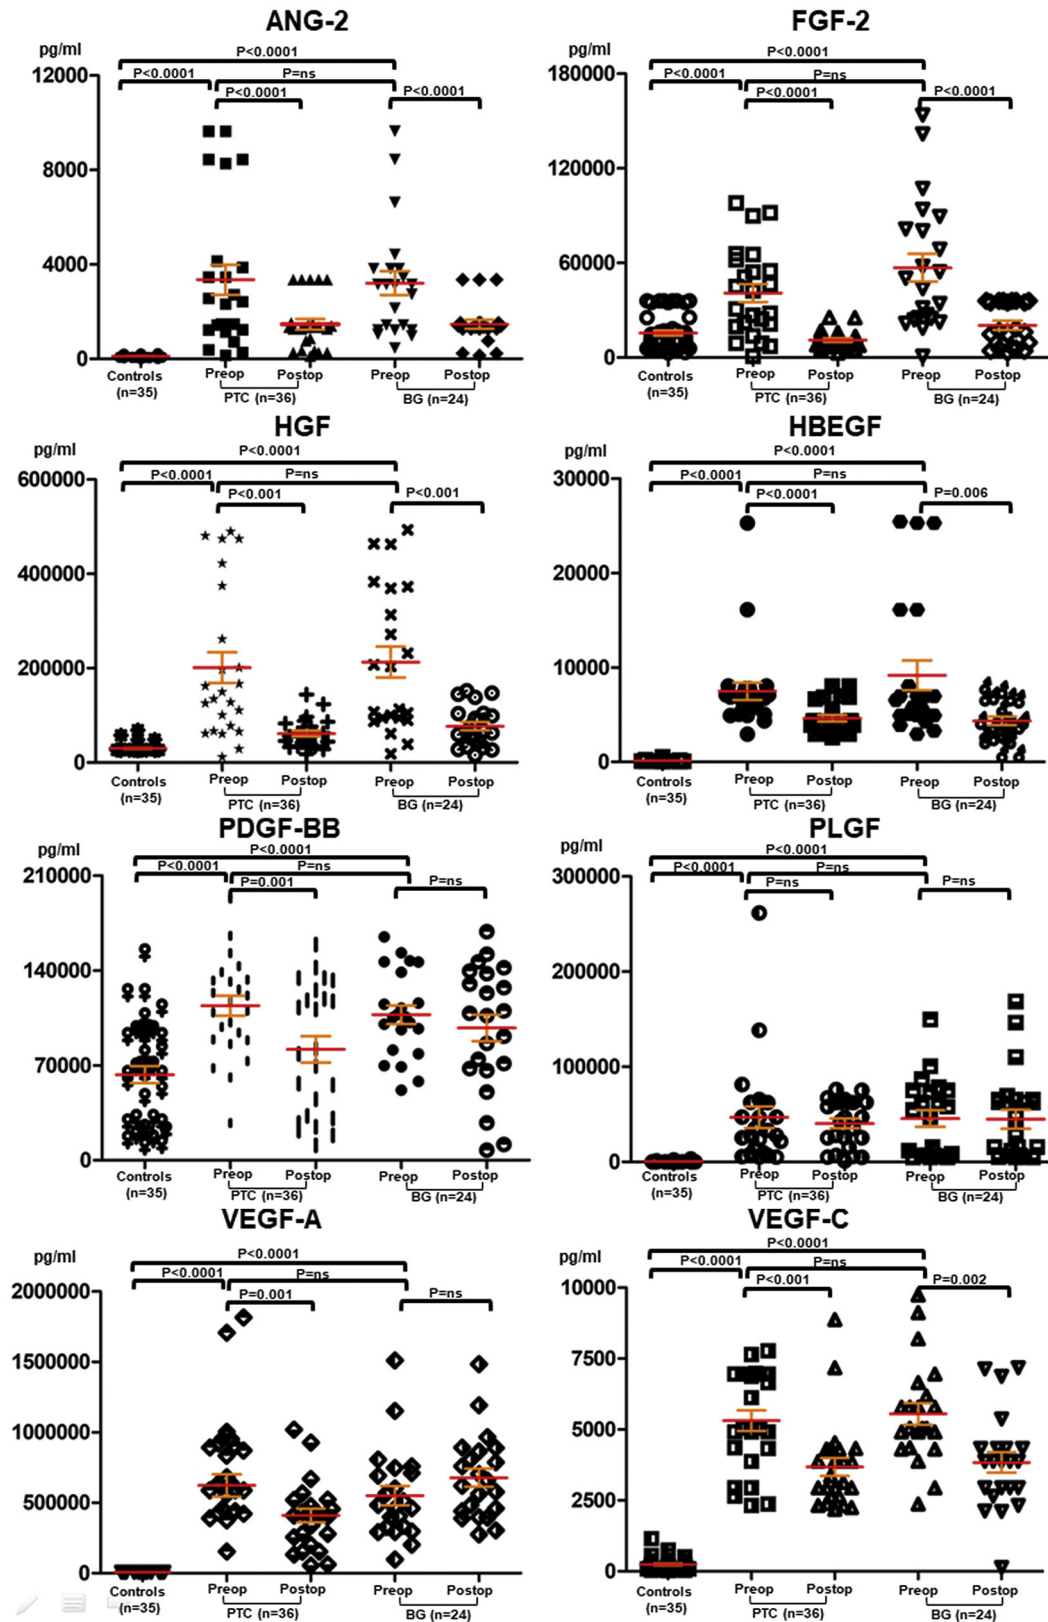 ANG-2
pg/ml
P<0.0001
P<0.0001 P=ns
P<0.0001 P<0.0001
12000
8000
4000
0
Controls Preop Postop Preop Postop
(n=35) PTC (n=36) BG (n=24)
FGF-2
pg/ml
P<0.0001
P<0.0001 P=ns
P<0.0001 P<0.0001
180000
120000
60000
0
Controls Preop Postop Preop Postop
(n=35) PTC (n=36) BG (n=24)
HGF
pg/ml
P<0.0001
P<0.0001 P=ns
P<0.001 P<0.001
600000
400000
200000
0
Controls Preop Postop Preop Postop
(n=35) PTC (n=36) BG (n=24)
HBEGF
pg/ml
P<0.0001
P<0.0001 P=ns
P<0.0001 P=0.006
30000
20000
10000
0
Controls Preop Postop Preop Postop
(n=35) PTC (n=36) BG (n=24)
PDGF-BB
pg/ml
P<0.0001
P<0.0001 P=ns
P=0.001 P=ns
210000
140000
70000
0
Controls Preop Postop Preop Postop
(n=35) PTC (n=36) BG (n=24)
PLGF
pg/ml
P<0.0001
P<0.0001 P=ns
P=ns P=ns
300000
200000
100000
0
Controls Preop Postop Preop Postop
(n=35) PTC (n=36) BG (n=24)
VEGF-A
pg/ml
P<0.0001
P<0.0001 P=ns
P=0.001 P=ns
2000000
1500000
1000000
500000
0
Controls Preop Postop Preop Postop
(n=35) PTC (n=36) BG (n=24)
VEGF-C
pg/ml
P<0.0001
P<0.0001 P=ns
P<0.001 P=0.002
10000
7500
5000
2500
0
Controls Preop Postop Preop Postop
(n=35) PTC (n=36) BG (n=24)